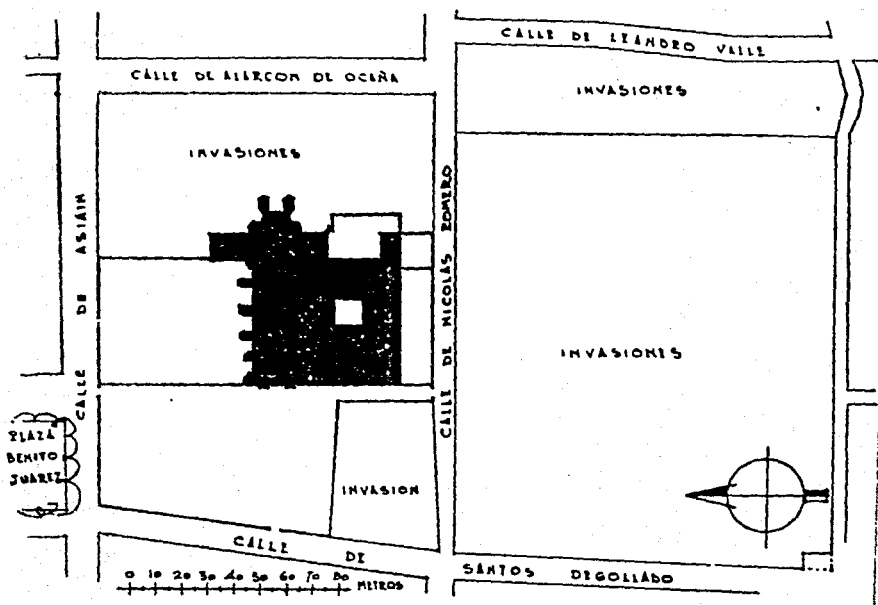 CALLE DE LEANDRO VALLE
CALLE DE ALARCON DE OCAÑA
INVASIONES
INVASIONES
CALLE DE ASIAIN
CALLE DE NICOLAS ROMERO
INVASIONES
PLAZA
BENITO
JUAREZ
INVASION
CALLE DE
SANTOS DEGOLLADO
0 10 20 30 40 50 60 70 80
METROS